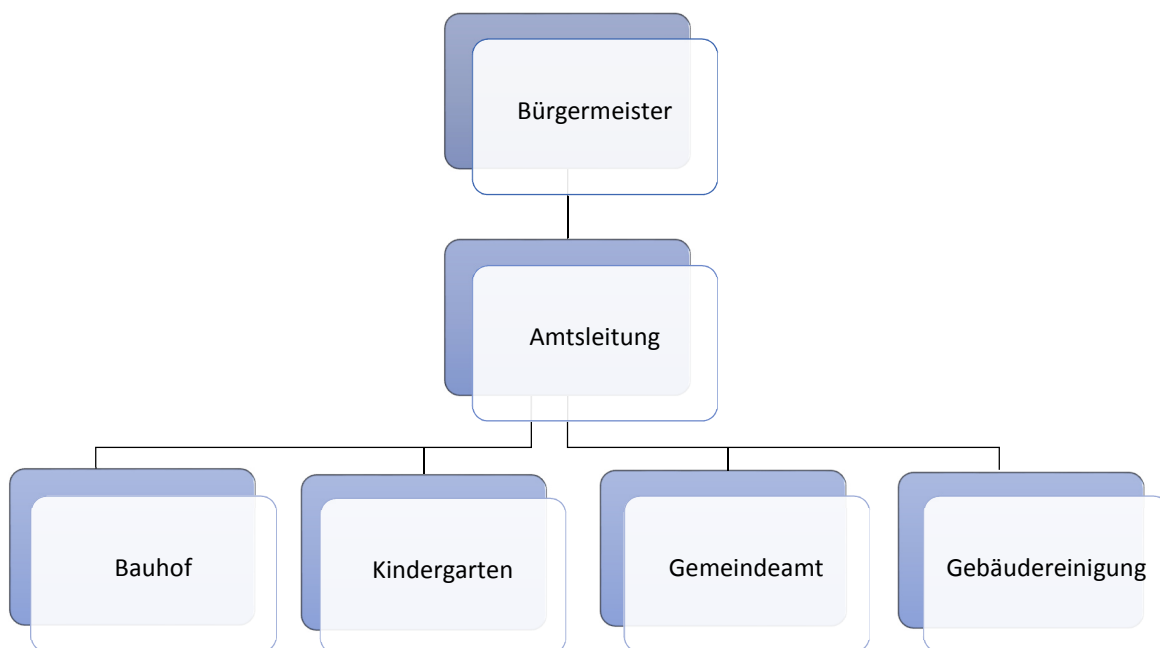 Bürgermeister
Amtsleitung
Bauhof
Kindergarten
Gemeindeamt
Gebäudereinigung